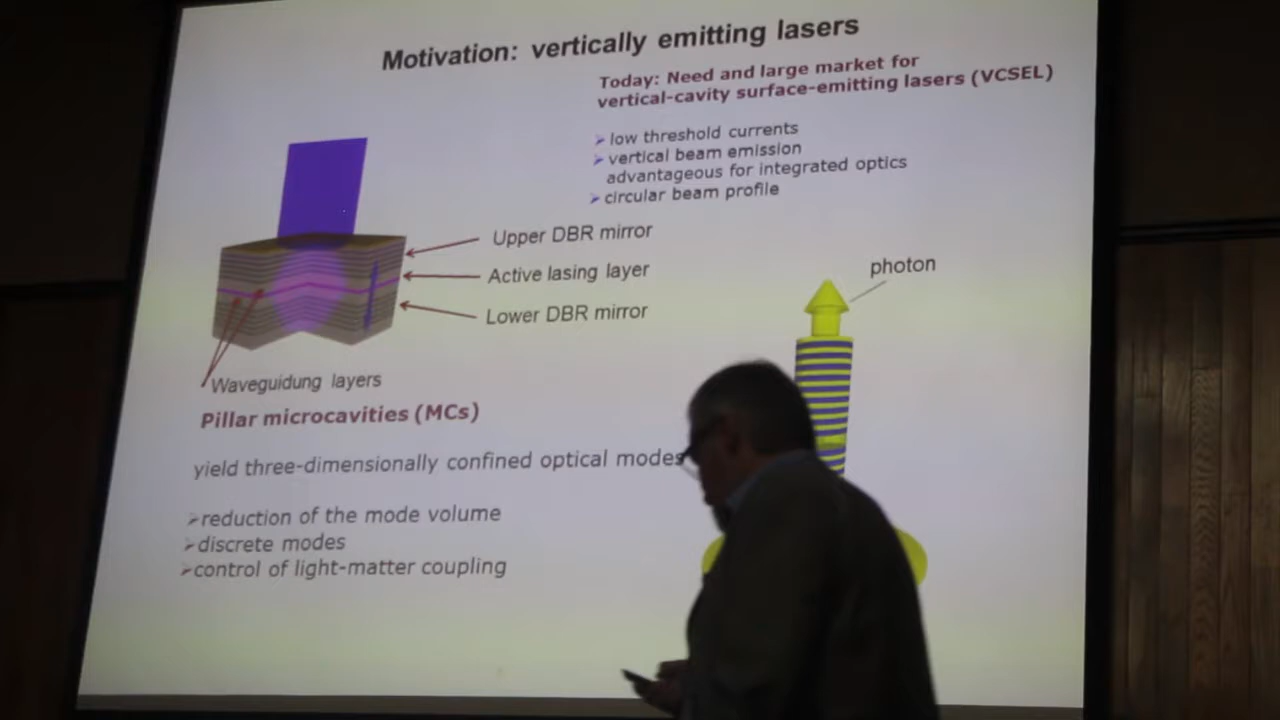 Motivation: vertically emitting lasers
Today: Need and large market for
vertical-cavity surface-emitting lasers (VCSEL)
➢ low threshold currents
➢ vertical beam emission
advantageous for integrated optics
➢ circular beam profile
Upper DBR mirror
Active lasing layer
Lower DBR mirror
photon
Waveguidung layers
Pillar microcavities (MCs)
yield three-dimensionally confined optical modes
➢ reduction of the mode volume
➢ discrete modes
➢ control of light-matter coupling